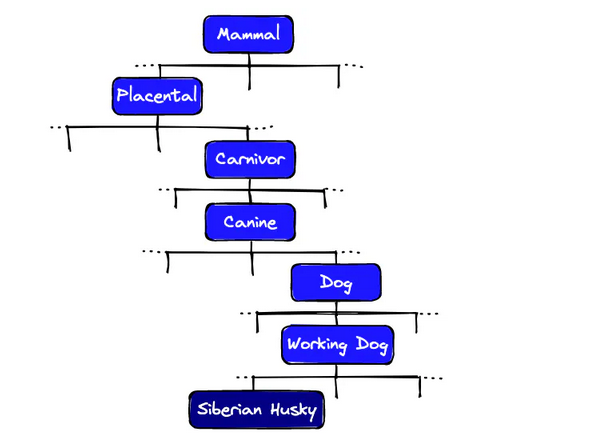 Mammal
Placental
Carnivor
Canine
Dog
Working Dog
Siberian Husky